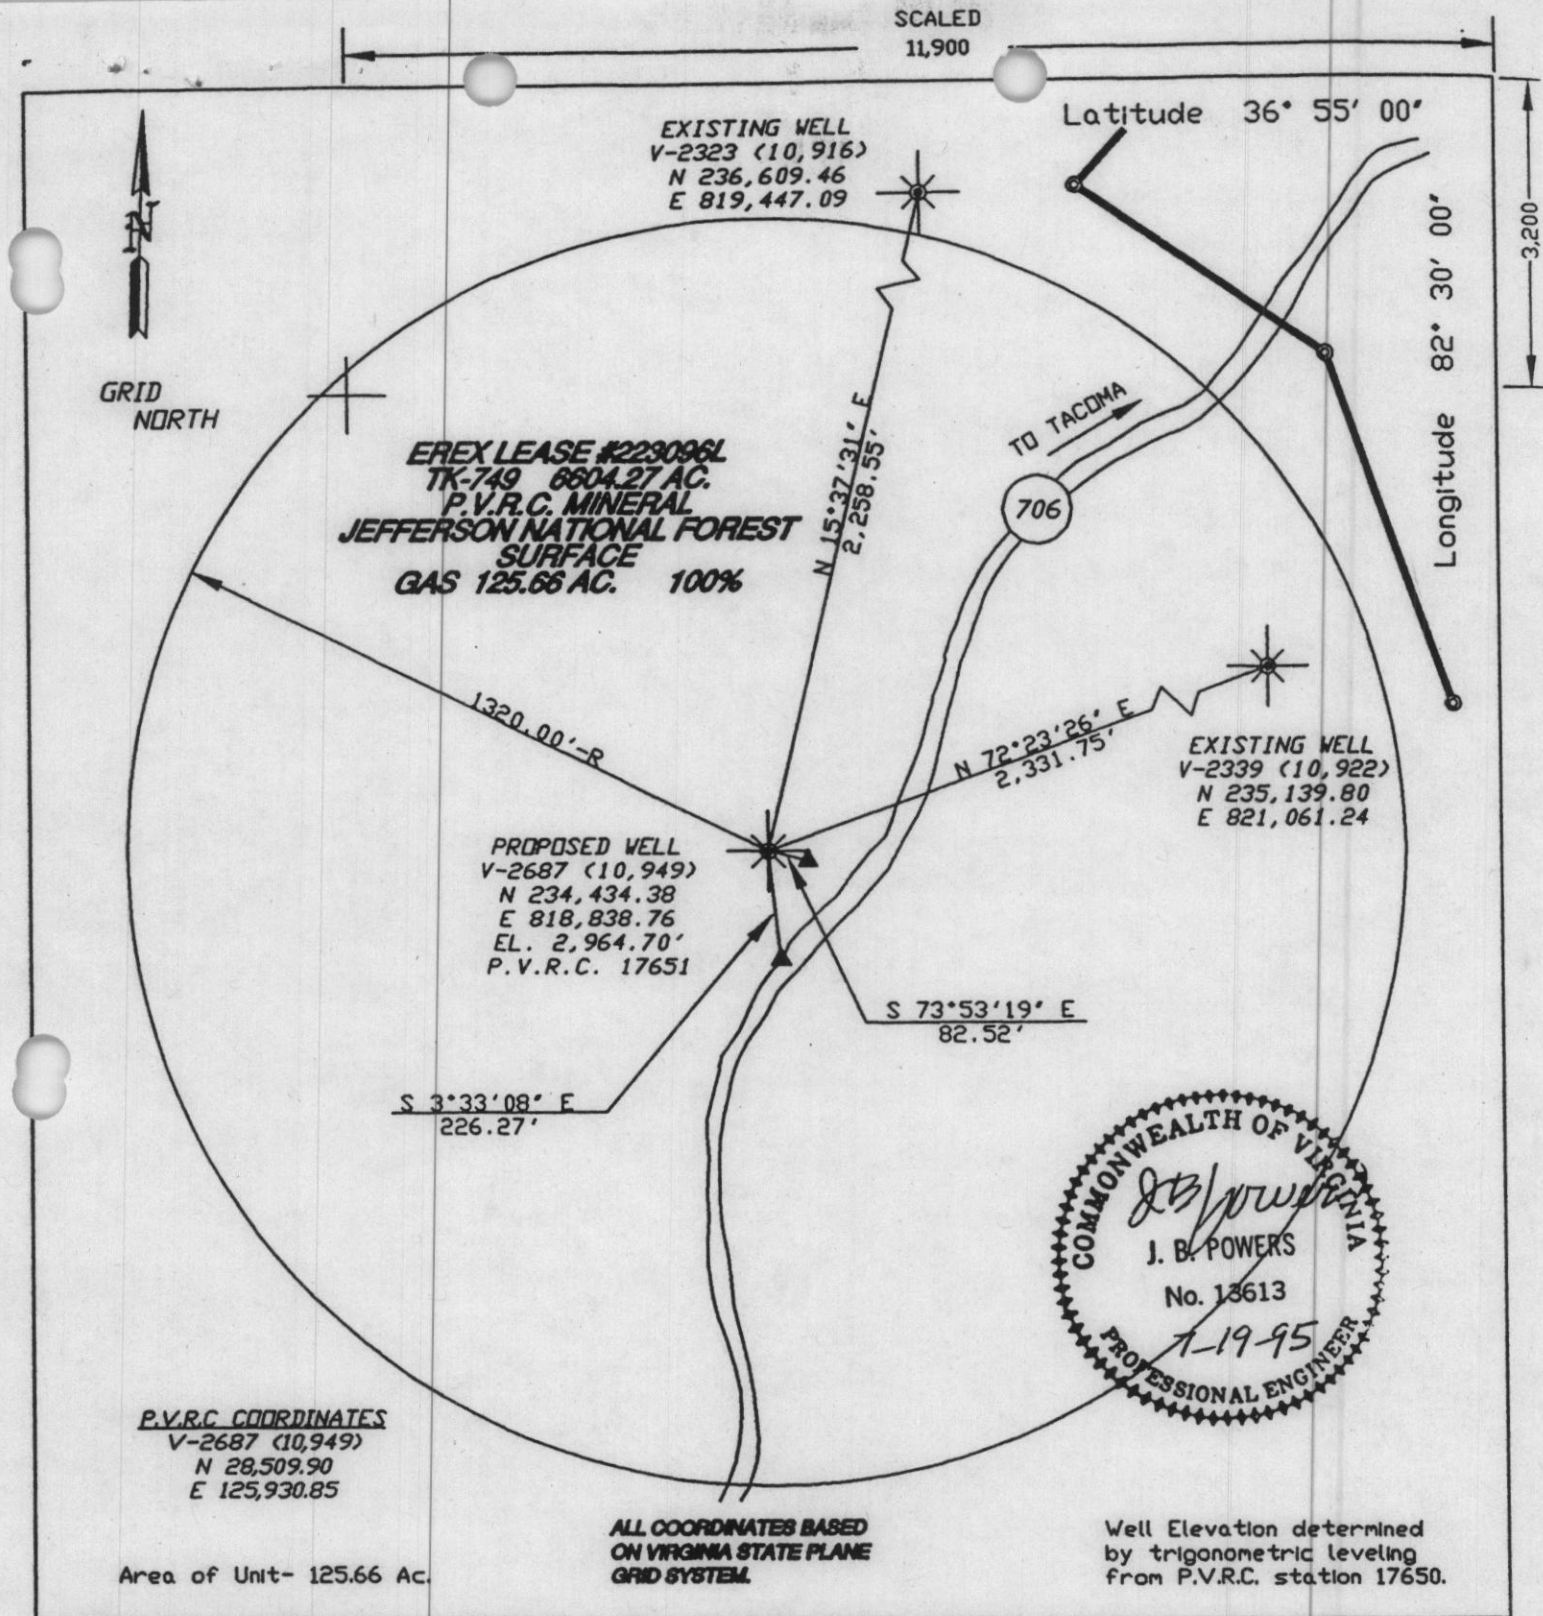 SCALED
11,900
Latitude 36° 55' 00"
3,200
Longitude 82° 30' 00"
N
GRID
NORTH
EXISTING WELL
V-2323 (10,916)
N 236,609.46
E 819,447.09
EREX LEASE #223096L
TK-749 6604.27 AC.
P.V.R.C. MINERAL
JEFFERSON NATIONAL FOREST
SURFACE
GAS 125.66 AC. 100%
N 15°37'31" E
2,258.55'
TO TACOMA
706
1320.00'-R
N 72°23'26" E
2,331.75'
EXISTING WELL
V-2339 (10,922)
N 235,139.80
E 821,061.24
PROPOSED WELL
V-2687 (10,949)
N 234,434.38
E 818,838.76
EL. 2,964.70'
P.V.R.C. 17651
S 73°53'19" E
82.52'
S 3°33'08" E
226.27'
COMMONWEALTH OF VIRGINIA
JB Powers
J. B. POWERS
No. 13613
7-19-95
PROFESSIONAL ENGINEER
P.V.R.C COORDINATES
V-2687 (10,949)
N 28,509.90
E 125,930.85
Area of Unit- 125.66 Ac.
ALL COORDINATES BASED
ON VIRGINIA STATE PLANE
GRID SYSTEM.
Well Elevation determined
by trigonometric leveling
from P.V.R.C. station 17650.